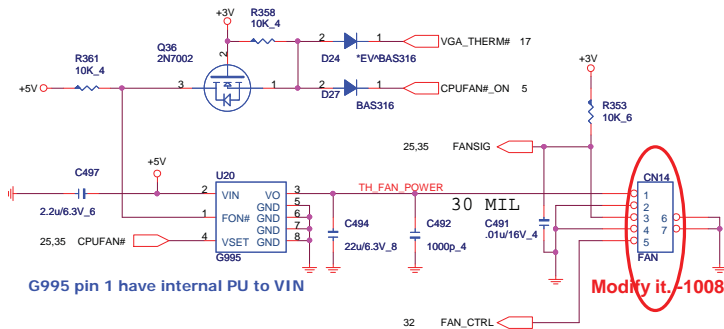 +3V
R358
10K_4
Q36
2N7002
2
D24
1
*EV^BAS316
VGA_THERM# 17
R361
10K_4
+5V
3
2
1
2
D27
1
BAS316
CPUFAN#_ON 5
+3V
R353
10K_6
25,35 FANSIG
CN14
C497
2.2u/6.3V_6
+5V
U20
2 VIN VO 3
GND 5
1 FON# GND 6
GND 7
4 VSET GND 8
G995
25,35 CPUFAN#
TH_FAN_POWER
30 MIL
C494
22u/6.3V_8
C492
1000p_4
C491
.01u/16V_4
1
2
3 6
4 7
5
FAN
G995 pin 1 have internal PU to VIN
Modify it.-1008
32 FAN_CTRL